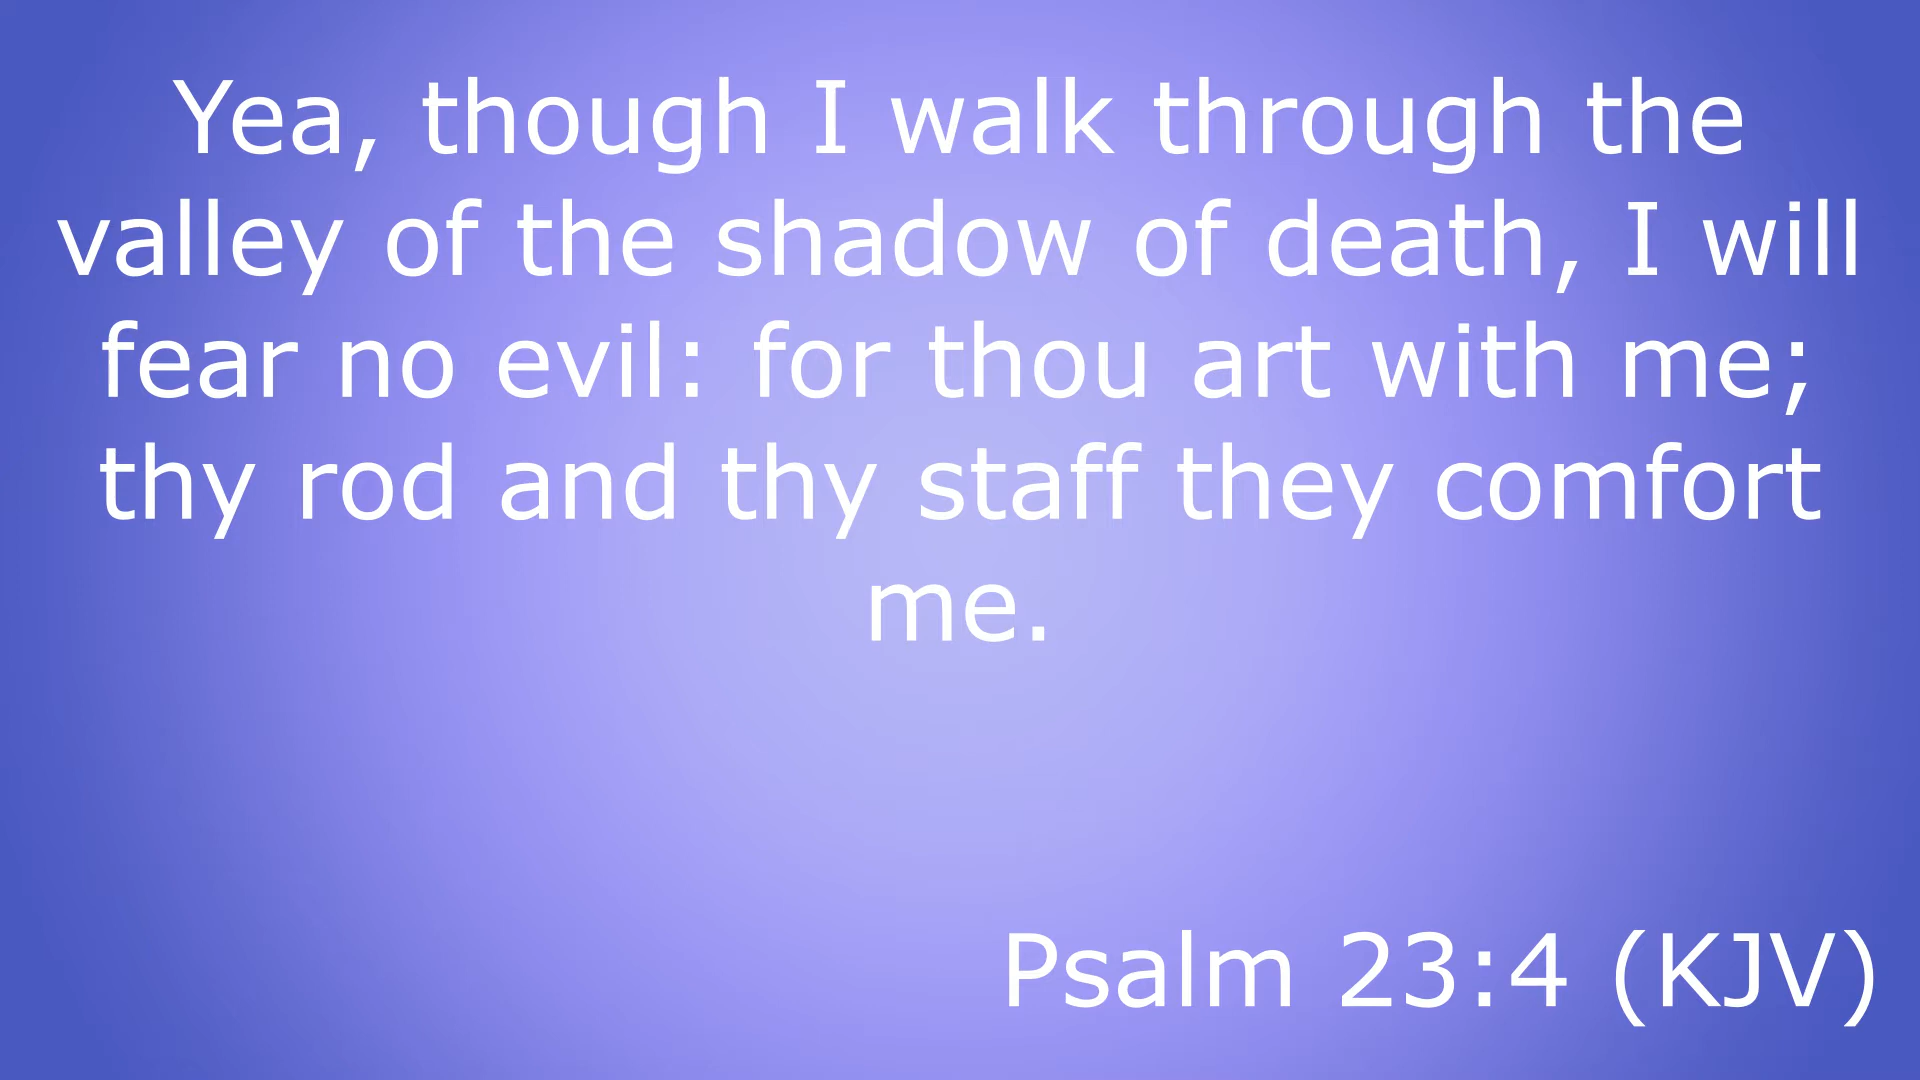 Yea, though I walk through the
valley of the shadow of death, I will
fear no evil: for thou art with me;
thy rod and thy staff they comfort
me.
Psalm 23:4 (KJV)